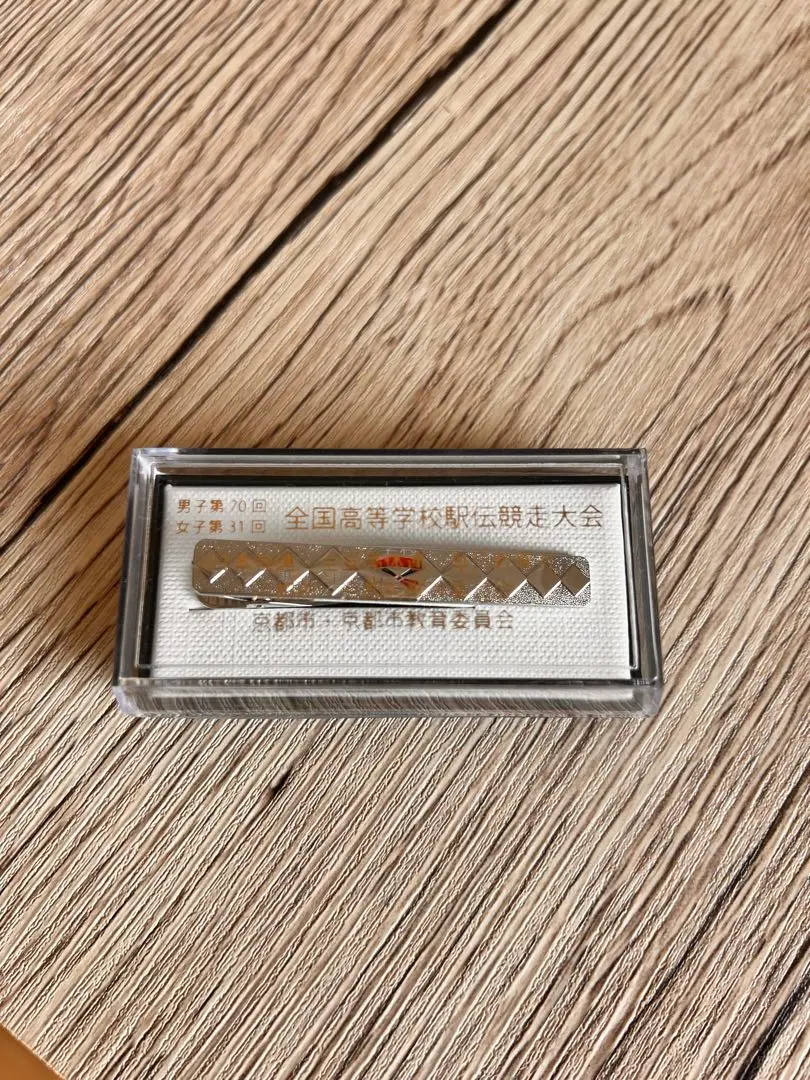 男子第70回
女子第31回
全国高等学校駅伝競走大会
京都市・京都市教育委員会